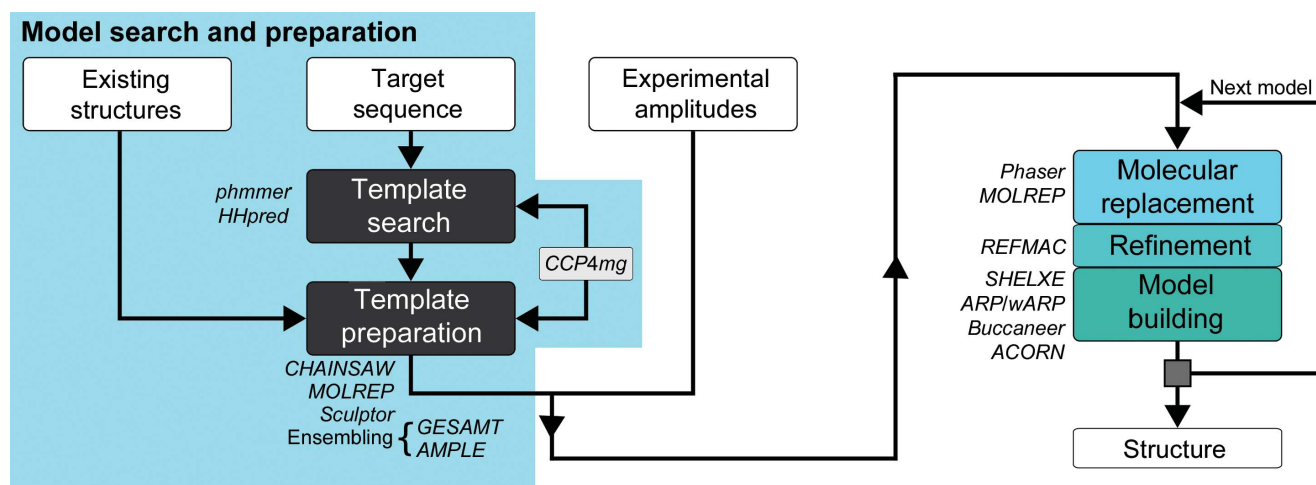 Model search and preparation
Existing
structures
Target
sequence
Experimental
amplitudes
phmmer
HHpred
Template
search
CCP4mg
Template
preparation
CHAINSAW
MOLREP
Sculptor
Ensembling { GESAMT
AMPLE
Next model
Phaser
MOLREP
Molecular
replacement
REFMAC
Refinement
SHELXE
ARP/wARP
Buccaneer
ACORN
Model
building
Structure